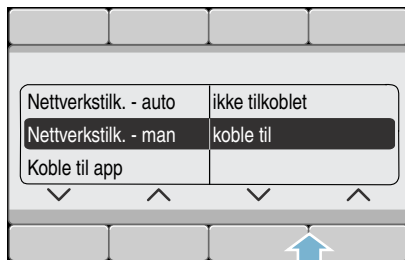 Nettverkstilk. - auto ikke tilkoblet
Nettverkstilk. - man koble til
Koble til app